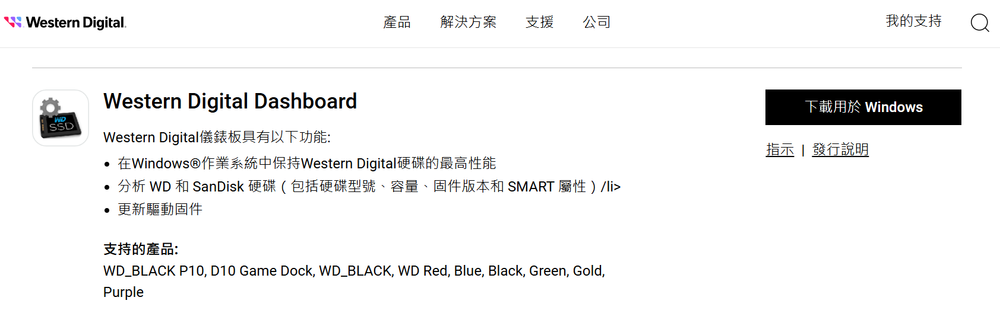 Western Digital.
產品 解決方案 支援 公司
我的支持
WD
SSD
Western Digital Dashboard
Western Digital儀錶板具有以下功能:
• 在Windows®作業系統中保持Western Digital硬碟的最高性能
• 分析 WD 和 SanDisk 硬碟（包括硬碟型號、容量、固件版本和 SMART 屬性）/li>
• 更新驅動固件
支持的產品:
WD_BLACK P10, D10 Game Dock, WD_BLACK, WD Red, Blue, Black, Green, Gold,
Purple
下載用於 Windows
指示 | 發行說明